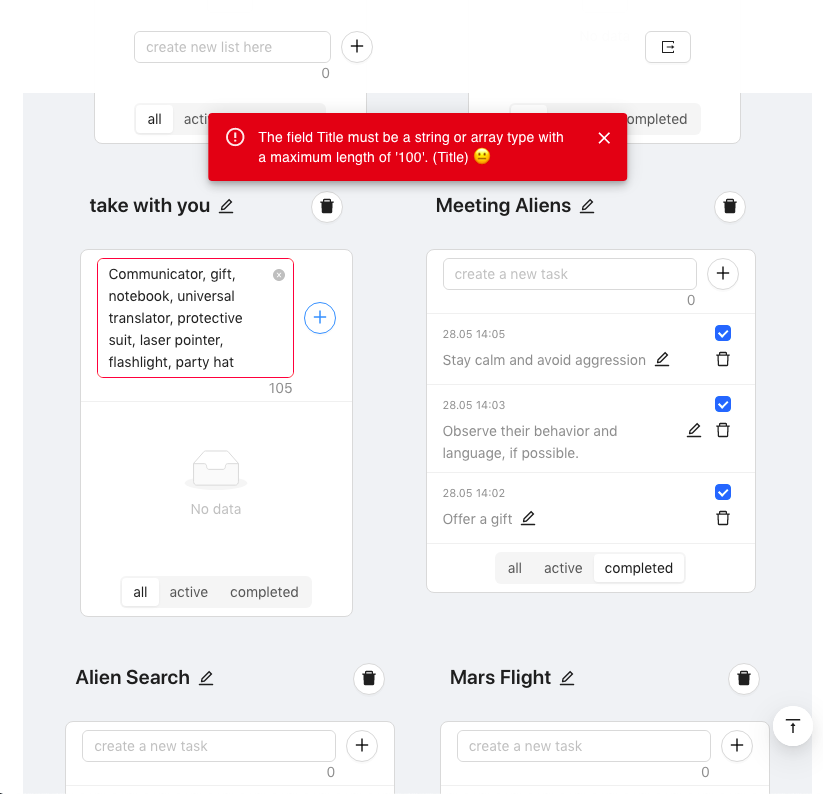 create new list here
0
all
acti
ompleted
The field Title must be a string or array type with
a maximum length of '100'. (Title) 😐
take with you
Meeting Aliens
Communicator, gift,
notebook, universal
translator, protective
suit, laser pointer,
flashlight, party hat
105
No data
all active completed
create a new task
0
28.05 14:05
Stay calm and avoid aggression
28.05 14:03
Observe their behavior and
language, if possible.
28.05 14:02
Offer a gift
all active completed
Alien Search
Mars Flight
create a new task
0
create a new task
0